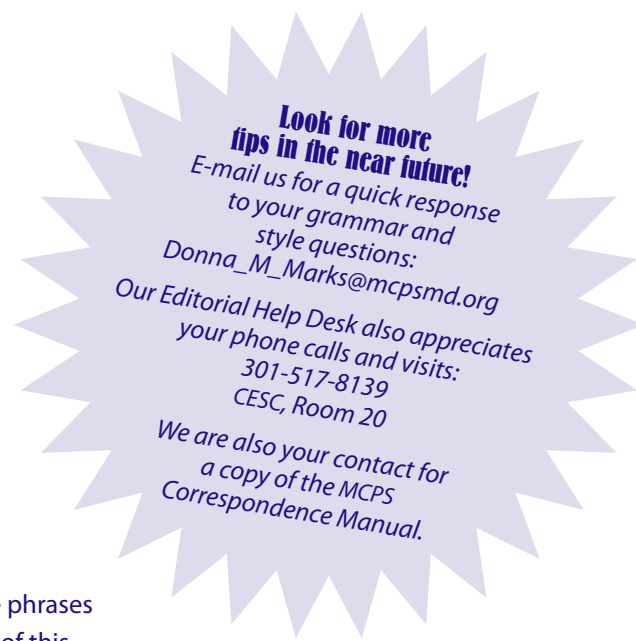 Look for more
tips in the near future!
E-mail us for a quick response
to your grammar and
style questions:
Donna_M_Marks@mcpsmd.org
Our Editorial Help Desk also appreciates
your phone calls and visits:
301-517-8139
CESC, Room 20
We are also your contact for
a copy of the MCPS
Correspondence Manual.
phrases
of this